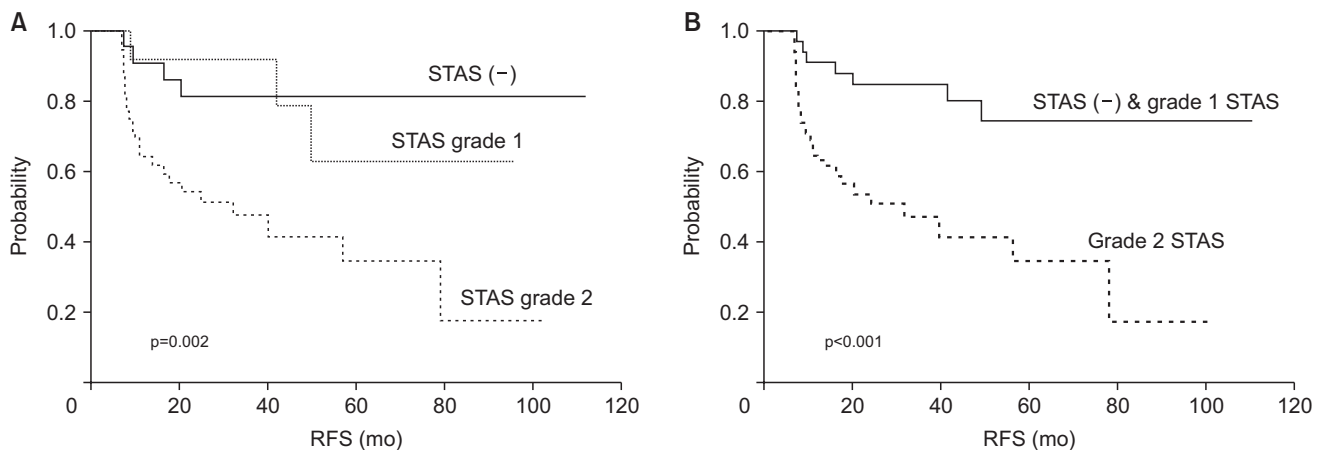 A
1.0
0.8
0.6
0.4
0.2
Probability
STAS (−)
STAS grade 1
STAS grade 2
p=0.002
0 20 40 60 80 100 120
RFS (mo)
B
1.0
0.8
0.6
0.4
0.2
Probability
STAS (−) & grade 1 STAS
Grade 2 STAS
p<0.001
0 20 40 60 80 100 120
RFS (mo)